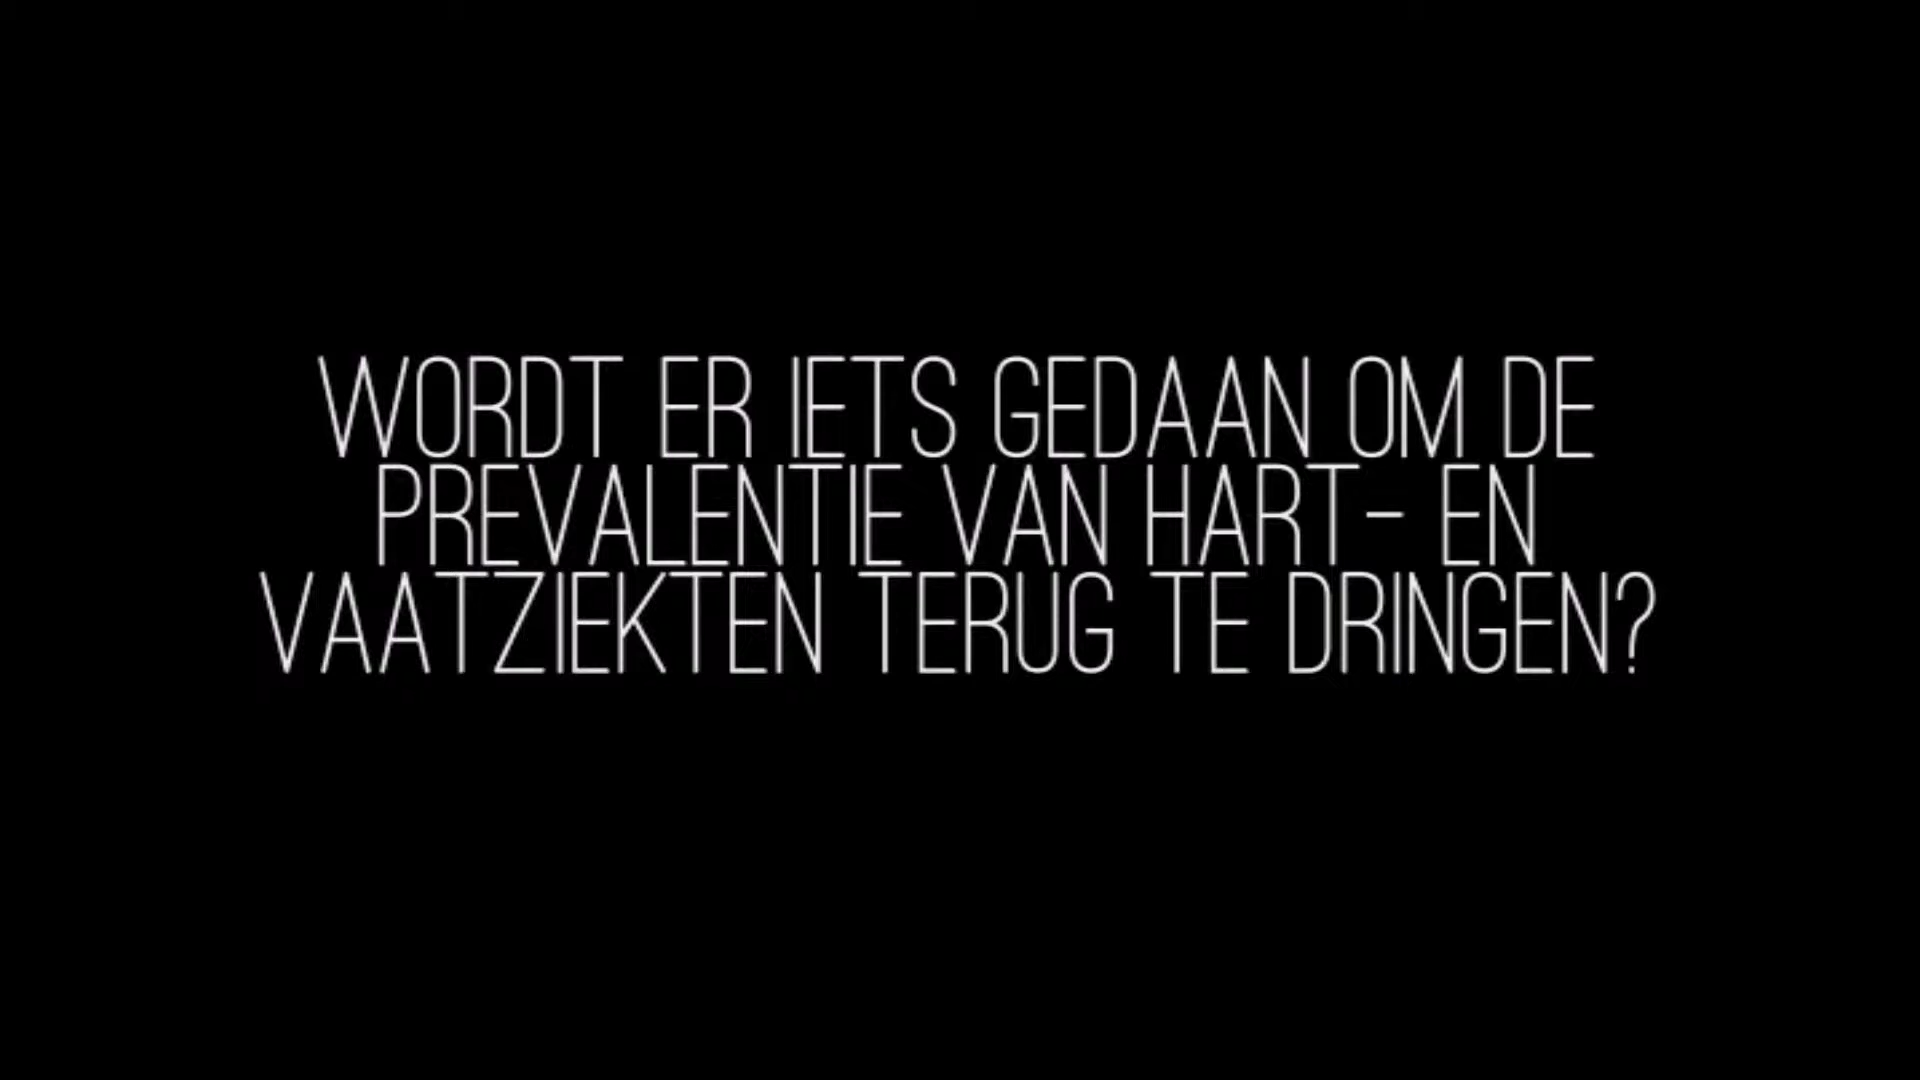 WORDT ER IETS GEDAAN OM DE
PREVALENTIE VAN HART- EN
VAATZIEKTEN TERUG TE DRINGEN?